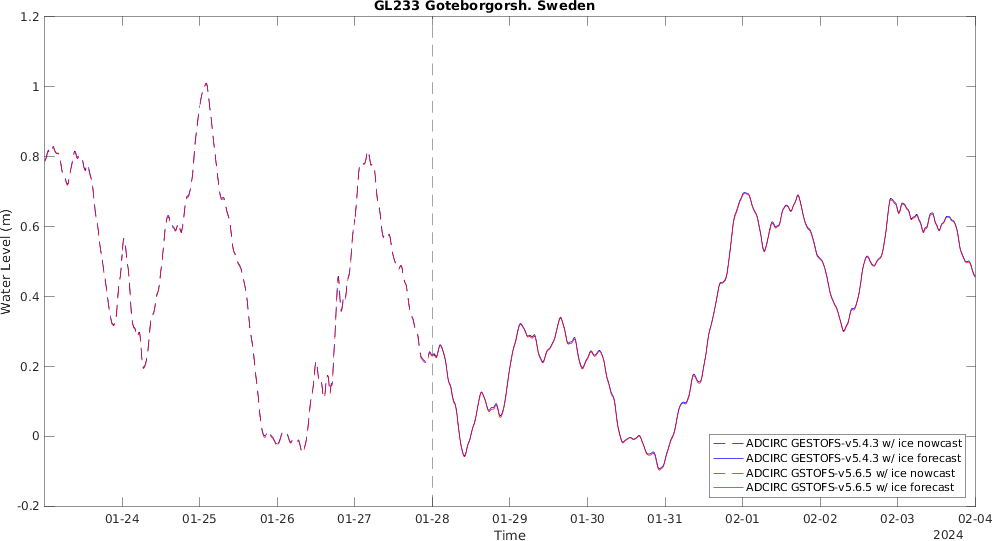 GL233 Goteborgorsh. Sweden
1.2
1
0.8
0.6
0.4
0.2
0
-0.2
Water Level (m)
ADCIRC GESTOFS-v5.4.3 w/ ice nowcast
ADCIRC GESTOFS-v5.4.3 w/ ice forecast
ADCIRC GSTOFS-v5.6.5 w/ ice nowcast
ADCIRC GSTOFS-v5.6.5 w/ ice forecast
01-24 01-25 01-26 01-27 01-28 01-29 01-30 01-31 02-01 02-02 02-03 02-04
Time
2024